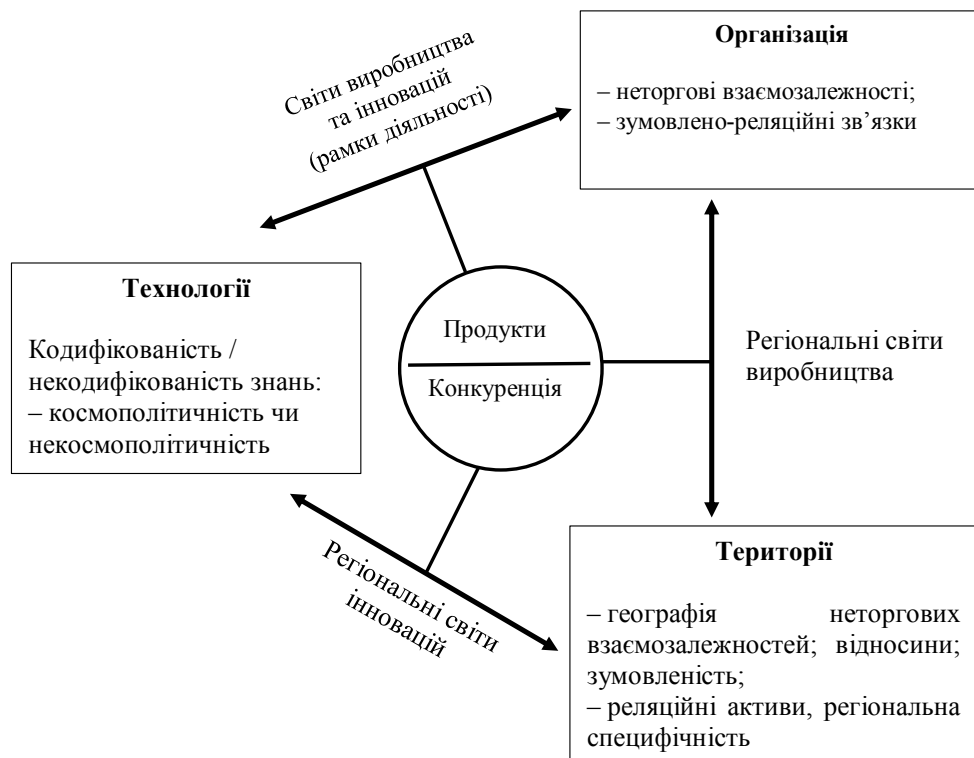 Світи виробництва
та інновацій
(рамки діяльності)
Організація
– неторгові взаємозалежності;
– зумовлено-реляційні зв’язки
Технології
Кодифікованість /
некодифікованість знань:
– космополітичність чи
некосмополітичність
Продукти
Конкуренція
Регіональні світи
виробництва
Регіональні світи
інновацій
Території
– географія неторгових
взаємозалежностей; відносини;
зумовленість;
– реляційні активи, регіональна
специфічність